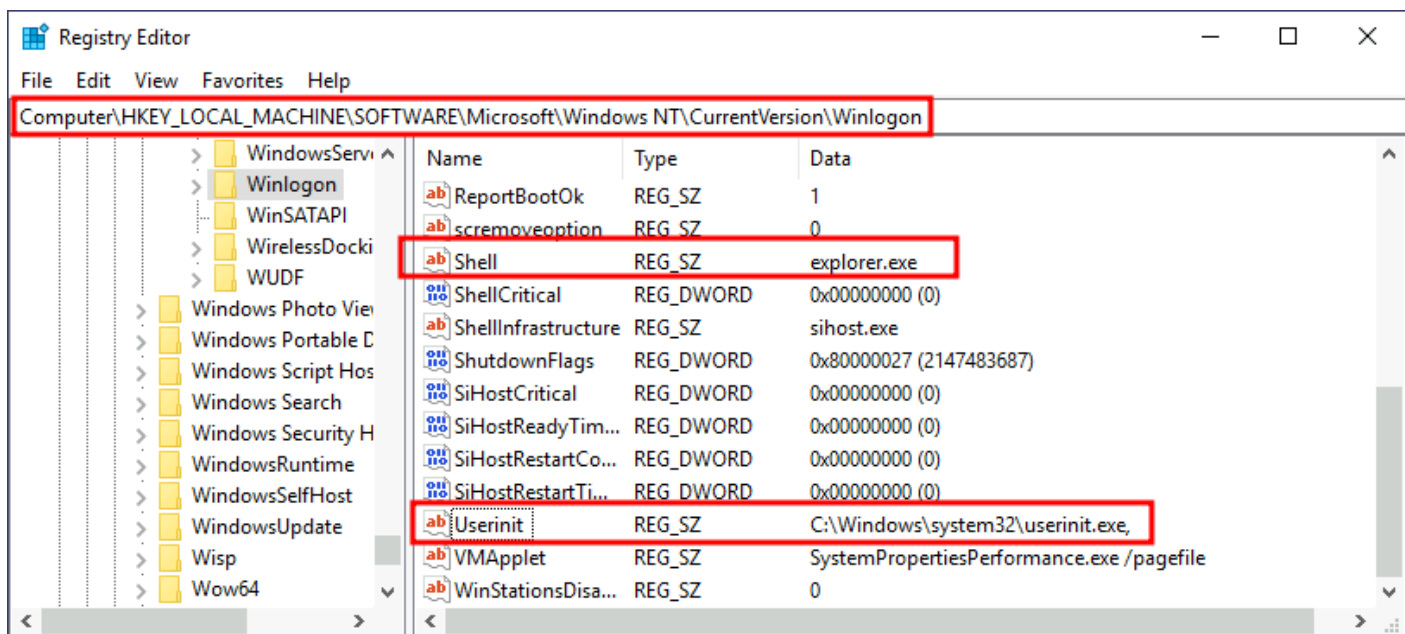 Registry Editor
File Edit View Favorites Help
Computer\HKEY_LOCAL_MACHINE\SOFTWARE\Microsoft\Windows NT\CurrentVersion\Winlogon
WindowsServ
Winlogon
WinSATAPI
WirelessDocki
WUDF
Windows Photo Vie
Windows Portable D
Windows Script Hos
Windows Search
Windows Security H
WindowsRuntime
WindowsSelfHost
WindowsUpdate
Wisp
Wow64
Name Type Data
ReportBootOk REG_SZ 1
scremoveoption REG_SZ 0
Shell REG_SZ explorer.exe
ShellCritical REG_DWORD 0x00000000 (0)
ShellInfrastructure REG_SZ sihost.exe
ShutdownFlags REG_DWORD 0x80000027 (2147483687)
SiHostCritical REG_DWORD 0x00000000 (0)
SiHostReadyTim... REG_DWORD 0x00000000 (0)
SiHostRestartCo... REG_DWORD 0x00000000 (0)
SiHostRestartTi... REG_DWORD 0x00000000 (0)
Userinit REG_SZ C:\Windows\system32\userinit.exe,
VMApplet REG_SZ SystemPropertiesPerformance.exe /pagefile
WinStationsDisa... REG_SZ 0